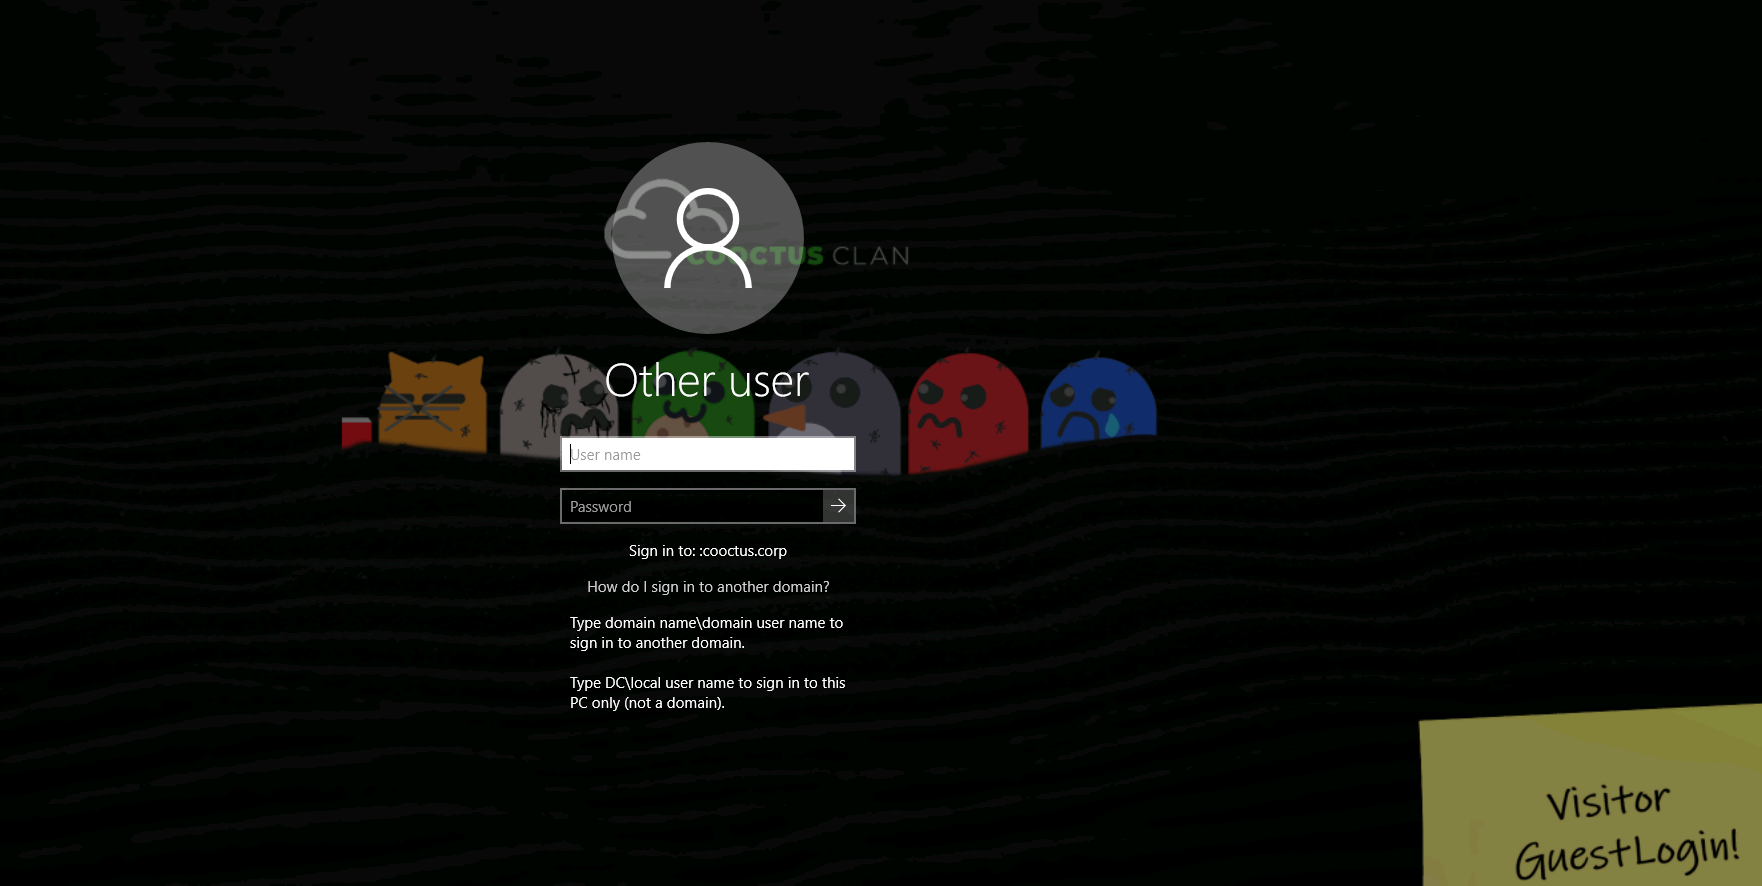 COOCTUS CLAN
Other user
User name
Password
Sign in to: :cooctus.corp
How do I sign in to another domain?
Type domain name\domain user name to
sign in to another domain.
Type DC\local user name to sign in to this
PC only (not a domain).
Visitor
GuestLogin!